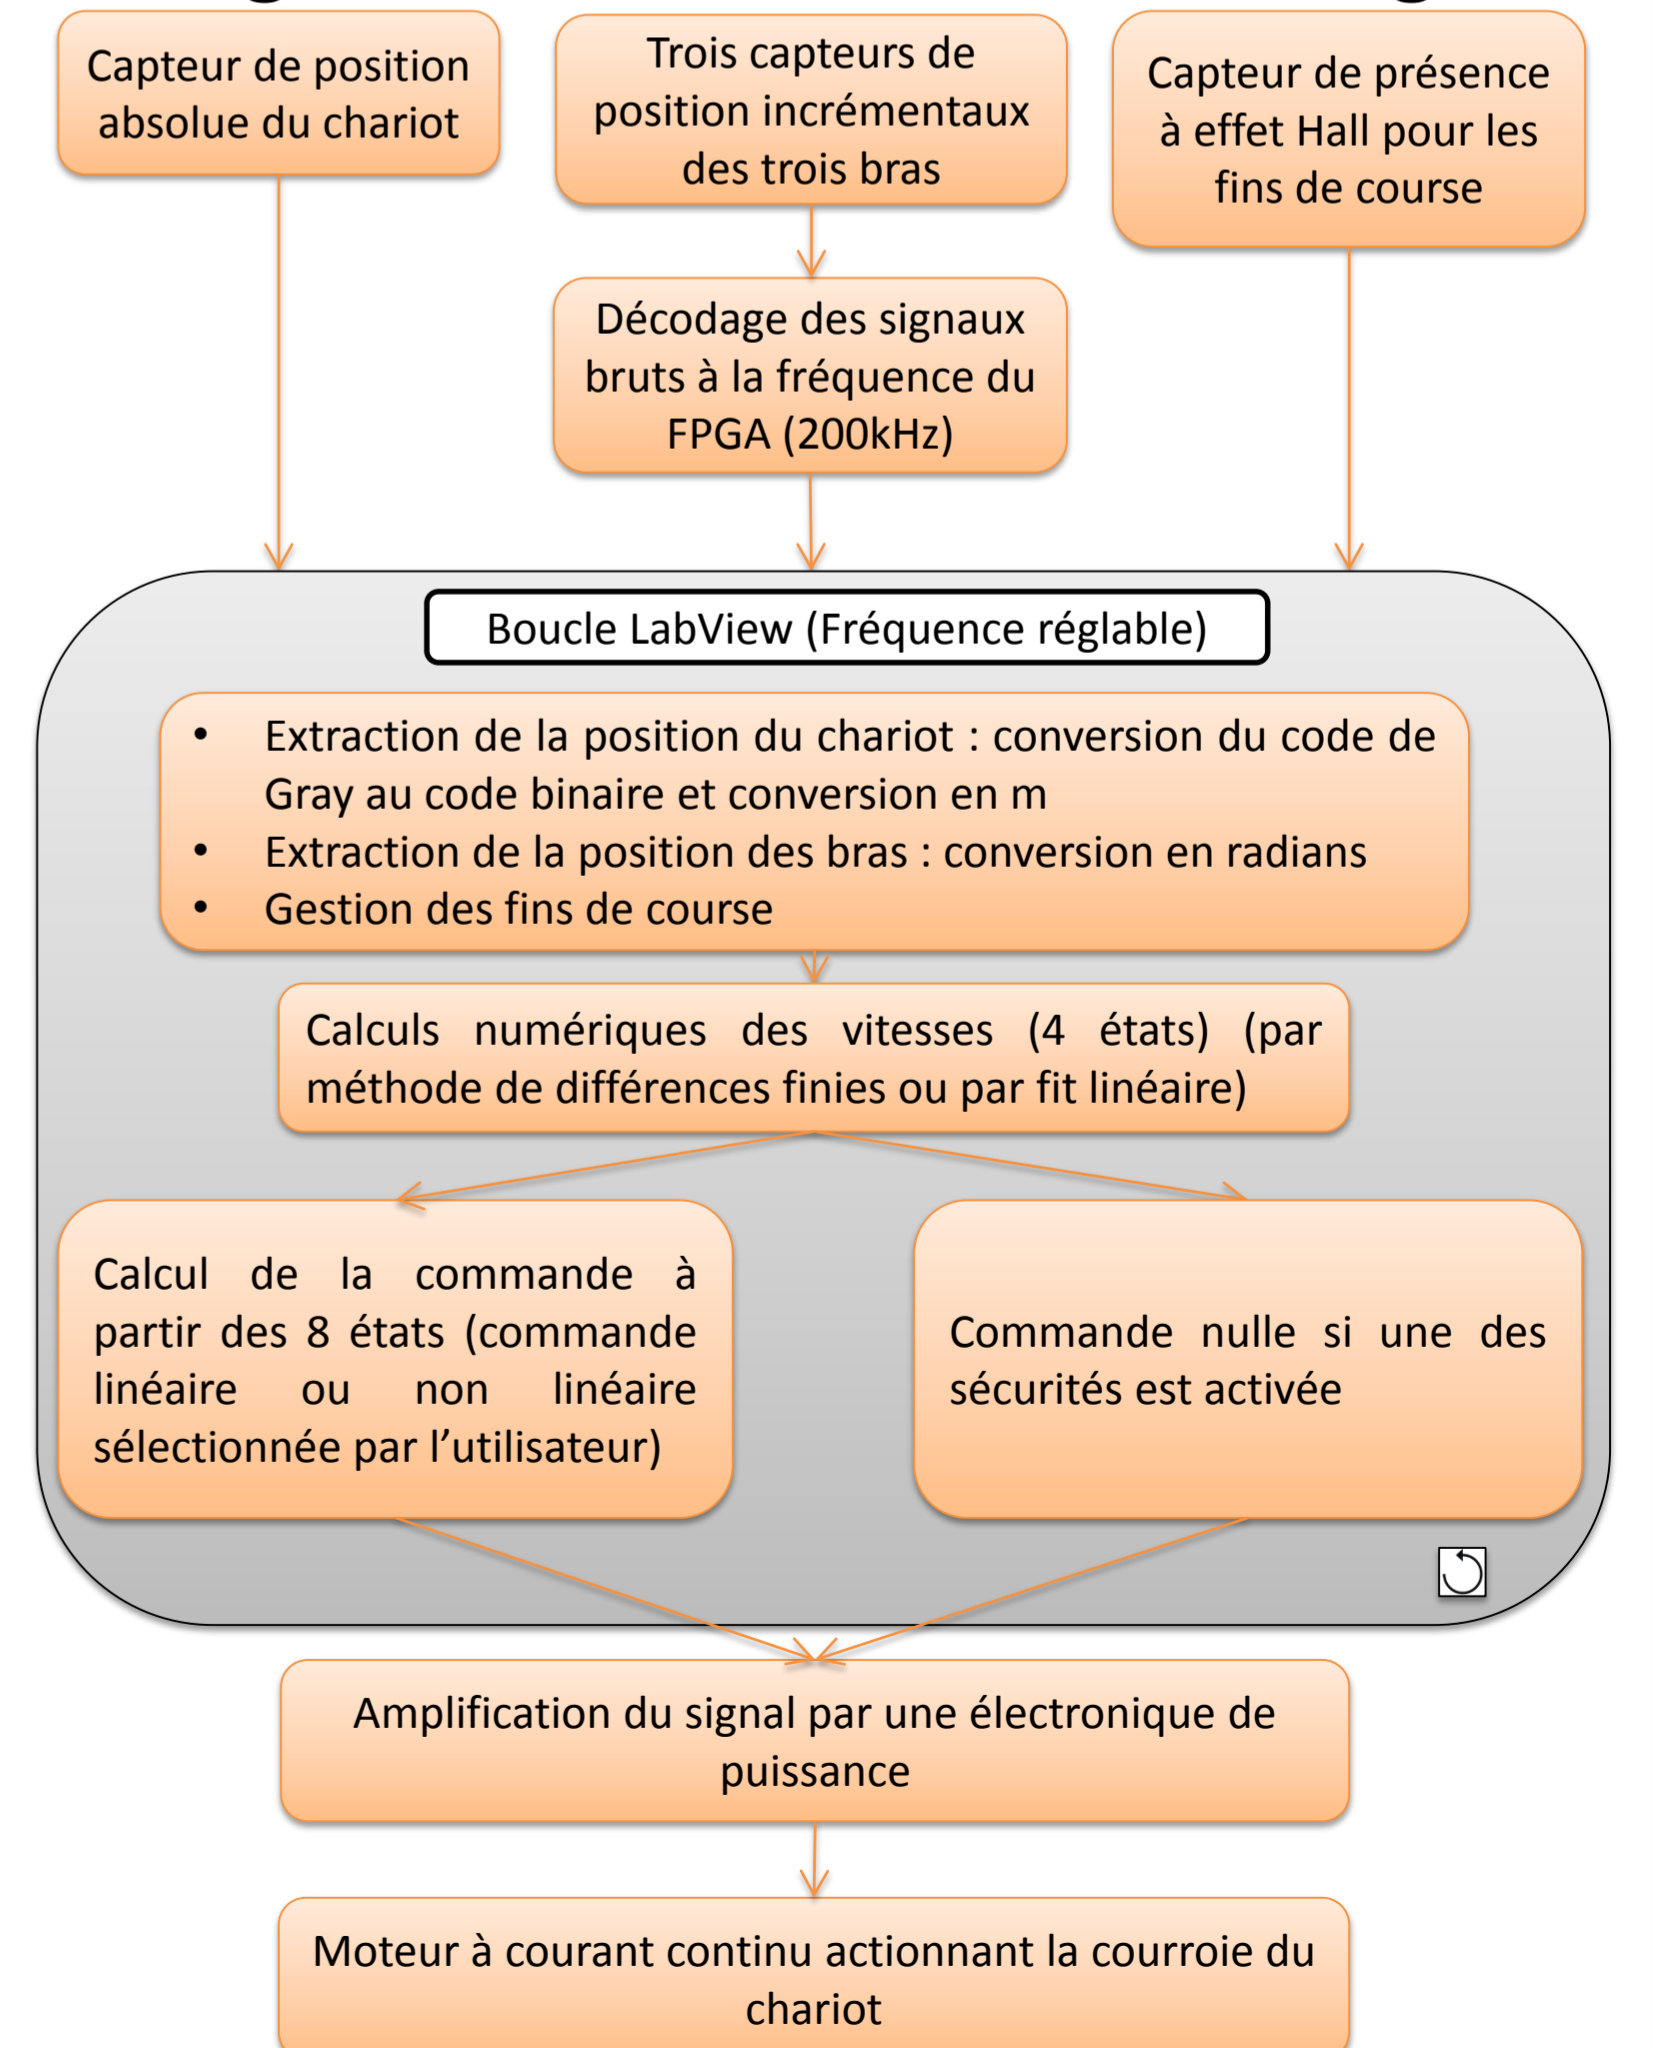 Capteur de position
absolue du chariot
Trois capteurs de
position incrémentaux
des trois bras
Capteur de présence
à effet Hall pour les
fins de course
Décodage des signaux
bruts à la fréquence du
FPGA (200kHz)
Boucle LabView (Fréquence réglable)
• Extraction de la position du chariot : conversion du code de
Gray au code binaire et conversion en m
• Extraction de la position des bras : conversion en radians
• Gestion des fins de course
Calculs numériques des vitesses (4 états) (par
méthode de différences finies ou par fit linéaire)
Calcul de la commande à
partir des 8 états (commande
linéaire ou non linéaire
sélectionnée par l’utilisateur)
Commande nulle si une des
sécurités est activée
Amplification du signal par une électronique de
puissance
Moteur à courant continu actionnant la courroie du
chariot